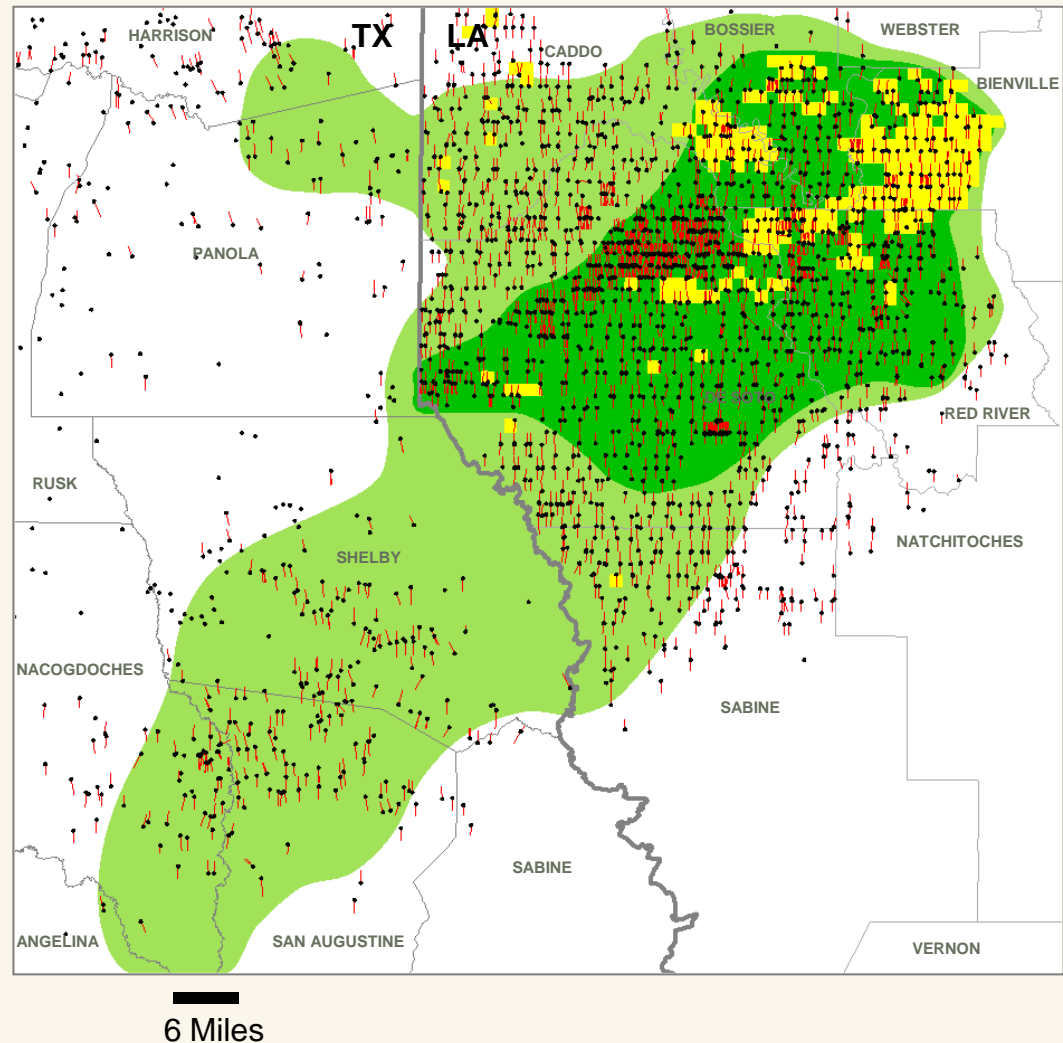 HARRISON
TX
LA
CADDO
BOSSIER
WEBSTER
BIENVILLE
PANOLA
DE SOTO
RED RIVER
RUSK
NATCHITOCHES
SHELBY
NACOGDOCHES
SABINE
SABINE
ANGELINA
SAN AUGUSTINE
VERNON
6 Miles